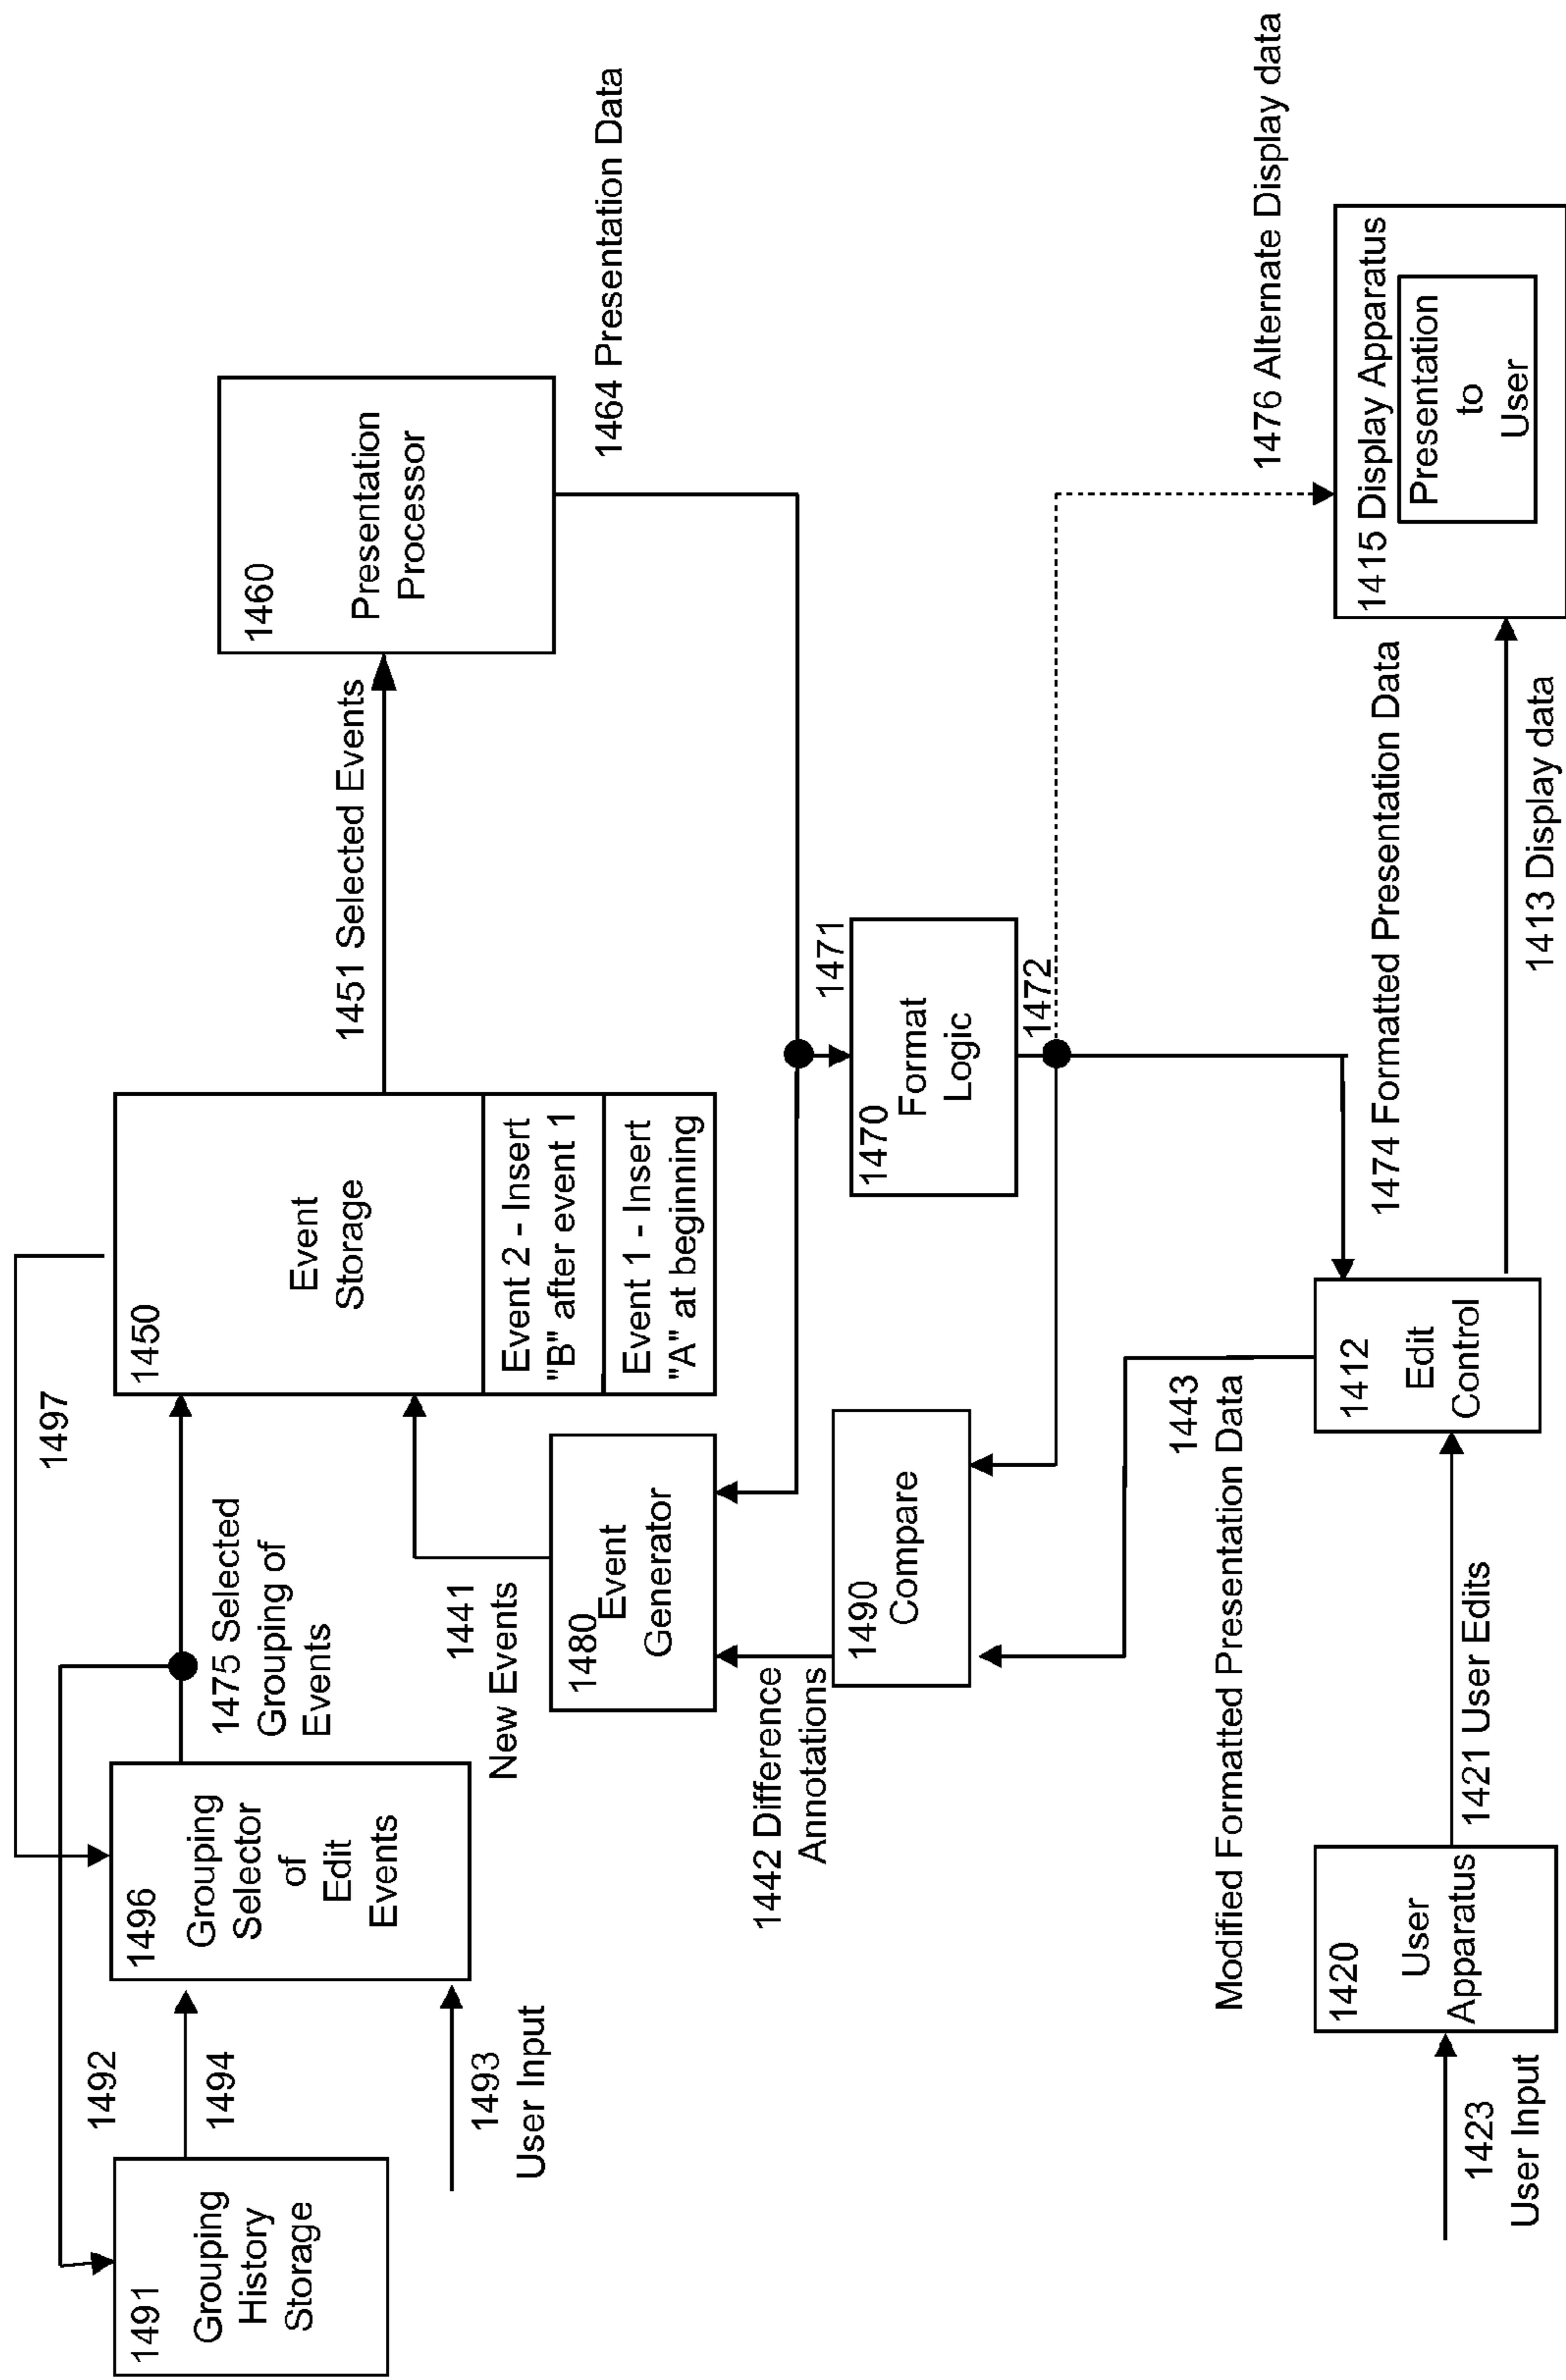 1491
Grouping
History
Storage
1492
1494
1493
User Input
1496
Grouping
Selector
of
Edit
Events
1475 Selected
Grouping of
Events
1497
1450
Event
Storage
Event 2 - Insert
"B" after event 1
Event 1 - Insert
"A" at beginning
1451 Selected Events
1460
Presentation
Processor
1464 Presentation Data
1441
New Events
1480
Event
Generator
1442 Difference
Annotations
1490
Compare
1471
1470
Format
Logic
1472
1476 Alternate Display data
1474 Formatted Presentation Data
1443
Modified Formatted Presentation Data
1423
User Input
1420
User
Apparatus
1421 User Edits
1412
Edit
Control
1413 Display data
1415 Display Apparatus
Presentation
to
User